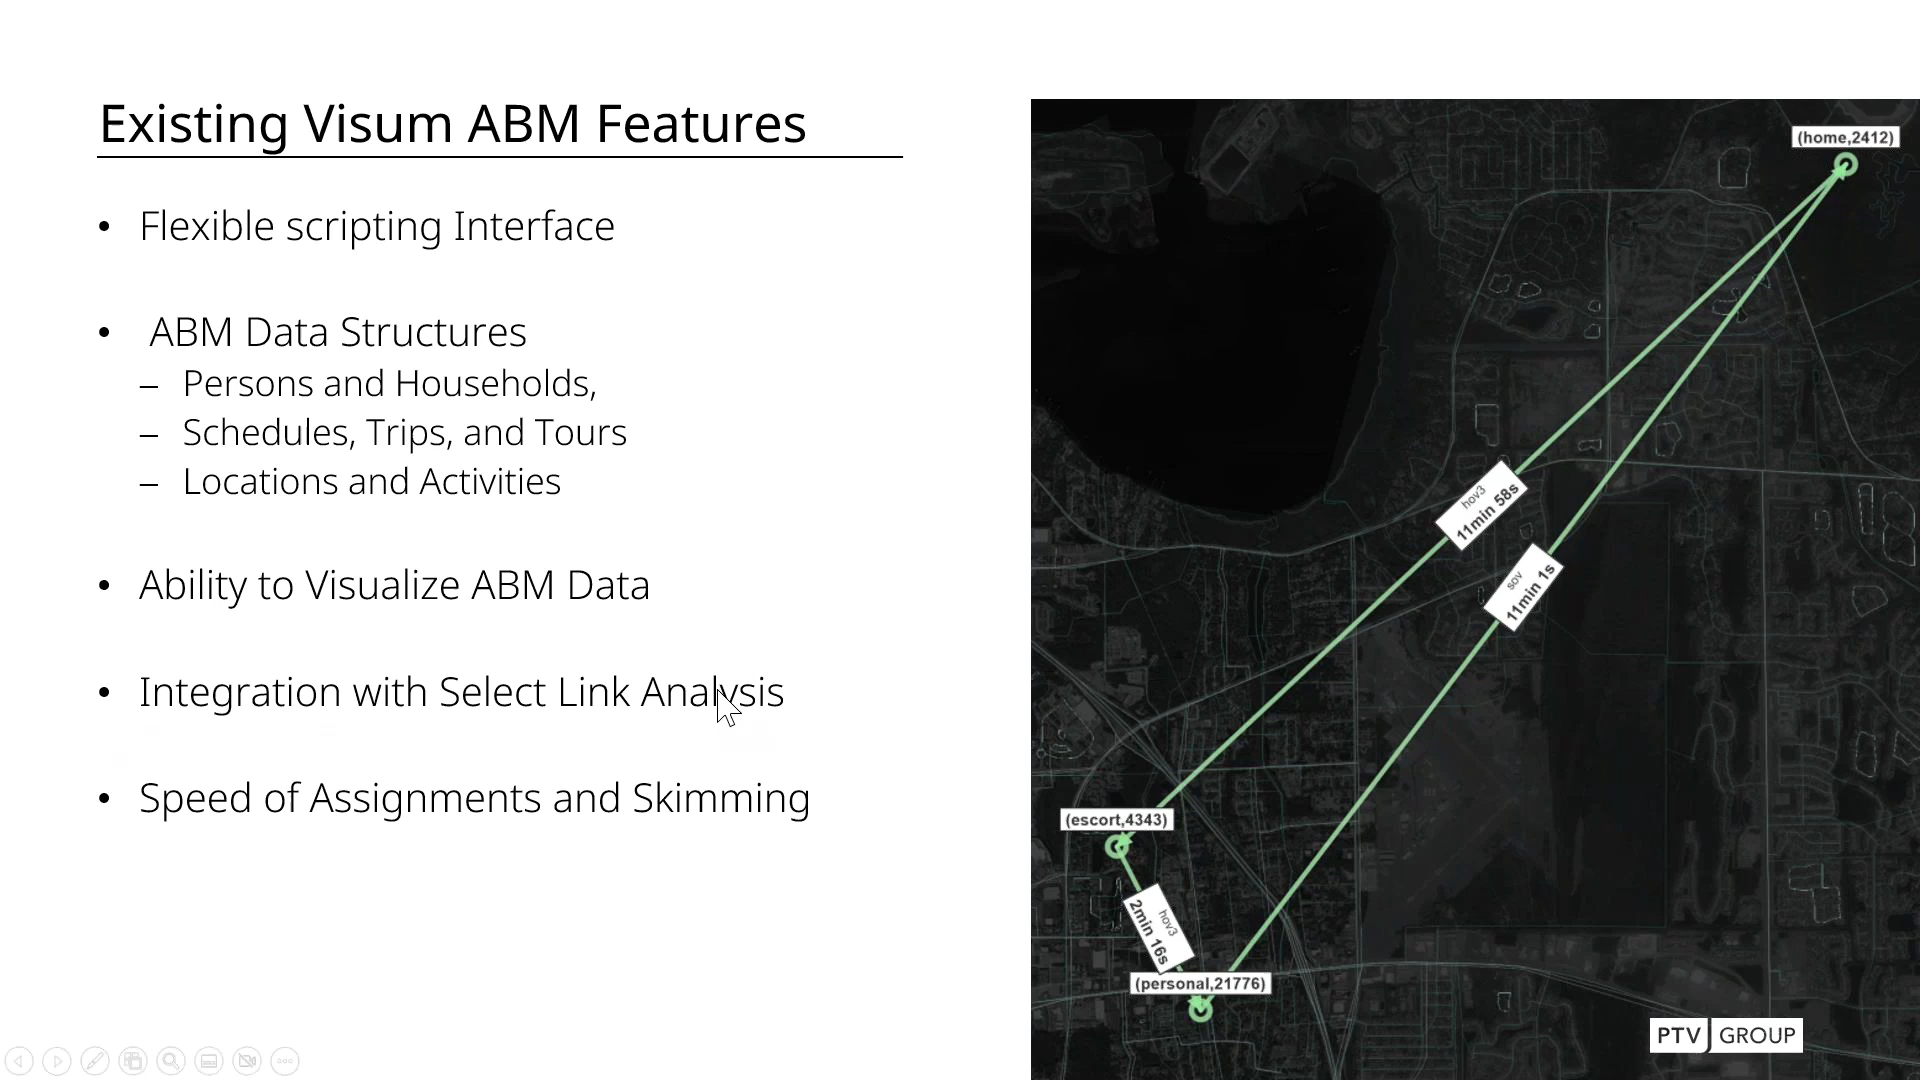 Existing Visum ABM Features
• Flexible scripting Interface
• ABM Data Structures
– Persons and Households,
– Schedules, Trips, and Tours
– Locations and Activities
• Ability to Visualize ABM Data
• Integration with Select Link Analysis
• Speed of Assignments and Skimming
(home,2412)
hov3
11min 58s
sov
11min 1s
(escort,4343)
hov3
2min 16s
(personal,21776)
PTV GROUP